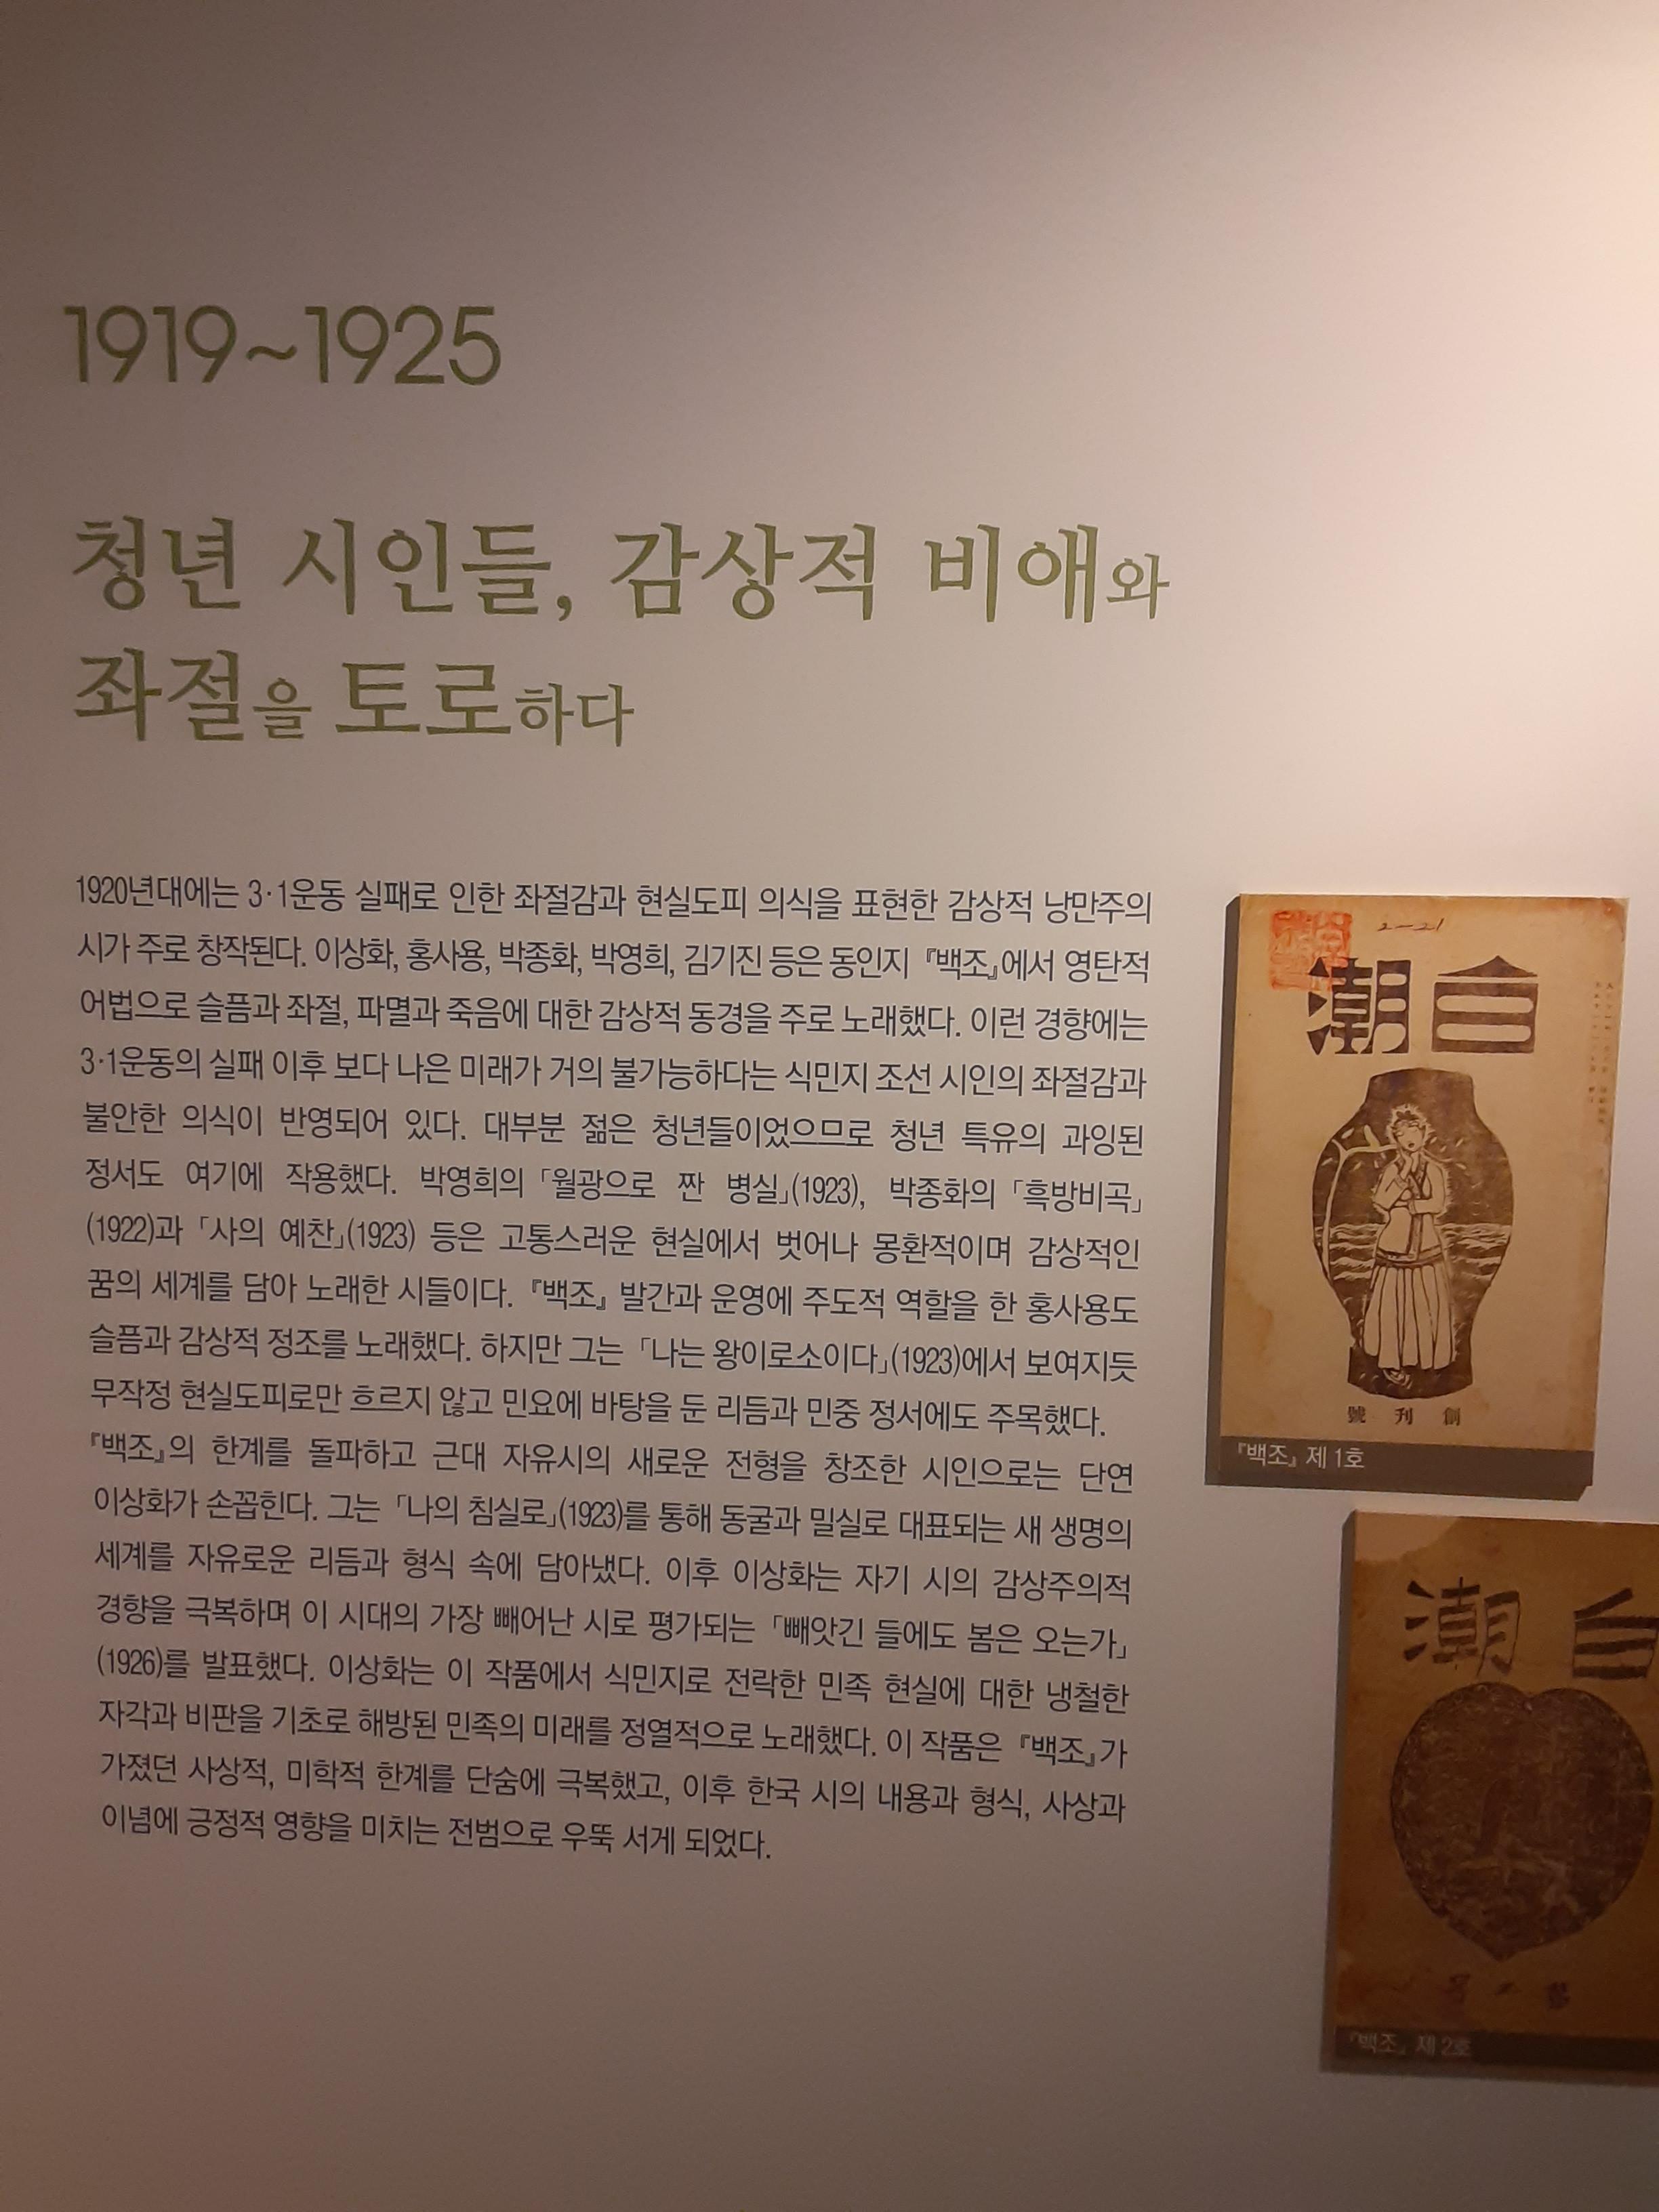 1919~1925
청년 시인들, 감상적 비애와
좌절을 토로하다
1920년대에는 3·1운동 실패로 인한 좌절감과 현실도피 의식을 표현한 감상적 낭만주의
시가 주로 창작된다. 이상화, 홍사용, 박종화, 박영희, 김기진 등은 동인지 『백조』에서 영탄적
어법으로 슬픔과 좌절, 파멸과 죽음에 대한 감상적 동경을 주로 노래했다. 이런 경향에는
3·1운동의 실패 이후 보다 나은 미래가 거의 불가능하다는 식민지 조선 시인의 좌절감과
불안한 의식이 반영되어 있다. 대부분 젊은 청년들이었으므로 청년 특유의 과잉된
정서도 여기에 작용했다. 박영희의 「월광으로 짠 병실」(1923), 박종화의 「흑방비곡」
(1922)과 「사의 예찬」(1923) 등은 고통스러운 현실에서 벗어나 몽환적이며 감상적인
꿈의 세계를 담아 노래한 시들이다. 『백조』 발간과 운영에 주도적 역할을 한 홍사용도
슬픔과 감상적 정조를 노래했다. 하지만 그는 「나는 왕이로소이다」(1923)에서 보여지듯
무작정 현실도피로만 흐르지 않고 민요에 바탕을 둔 리듬과 민중 정서에도 주목했다.
『백조』의 한계를 돌파하고 근대 자유시의 새로운 전형을 창조한 시인으로는 단연
이상화가 손꼽힌다. 그는 「나의 침실로」(1923)를 통해 동굴과 밀실로 대표되는 새 생명의
세계를 자유로운 리듬과 형식 속에 담아냈다. 이후 이상화는 자기 시의 감상주의적
경향을 극복하며 이 시대의 가장 빼어난 시로 평가되는 「빼앗긴 들에도 봄은 오는가」
(1926)를 발표했다. 이상화는 이 작품에서 식민지로 전락한 민족 현실에 대한 냉철한
자각과 비판을 기초로 해방된 민족의 미래를 정열적으로 노래했다. 이 작품은 『백조』가
가졌던 사상적, 미학적 한계를 단숨에 극복했고, 이후 한국 시의 내용과 형식, 사상과
이념에 긍정적 영향을 미치는 전범으로 우뚝 서게 되었다.
2-21
潮白
號刊創
『백조』 제 1호
潮白
『백조』 제 2호